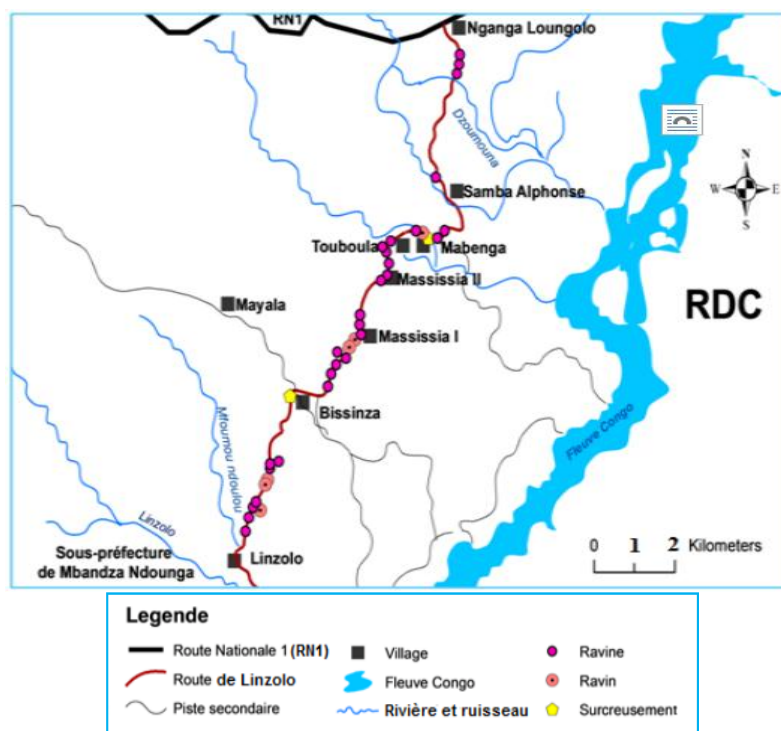 RN1
Nganga Loungolo
Dzoumouna
Samba Alphonse
Touboula
Mabenga
Massissia II
RDC
Mayala
Massissia I
Bissinza
Mfoumou ndoulou
Fleuve Congo
Linzolo
Sous-préfecture
de Mbandza Ndounga
Linzolo
N
W
E
S
0 1 2 Kilometers
Legende
Route Nationale 1 (RN1)
Village
Ravine
Route de Linzolo
Fleuve Congo
Ravin
Piste secondaire
Rivière et ruisseau
Surcreusement